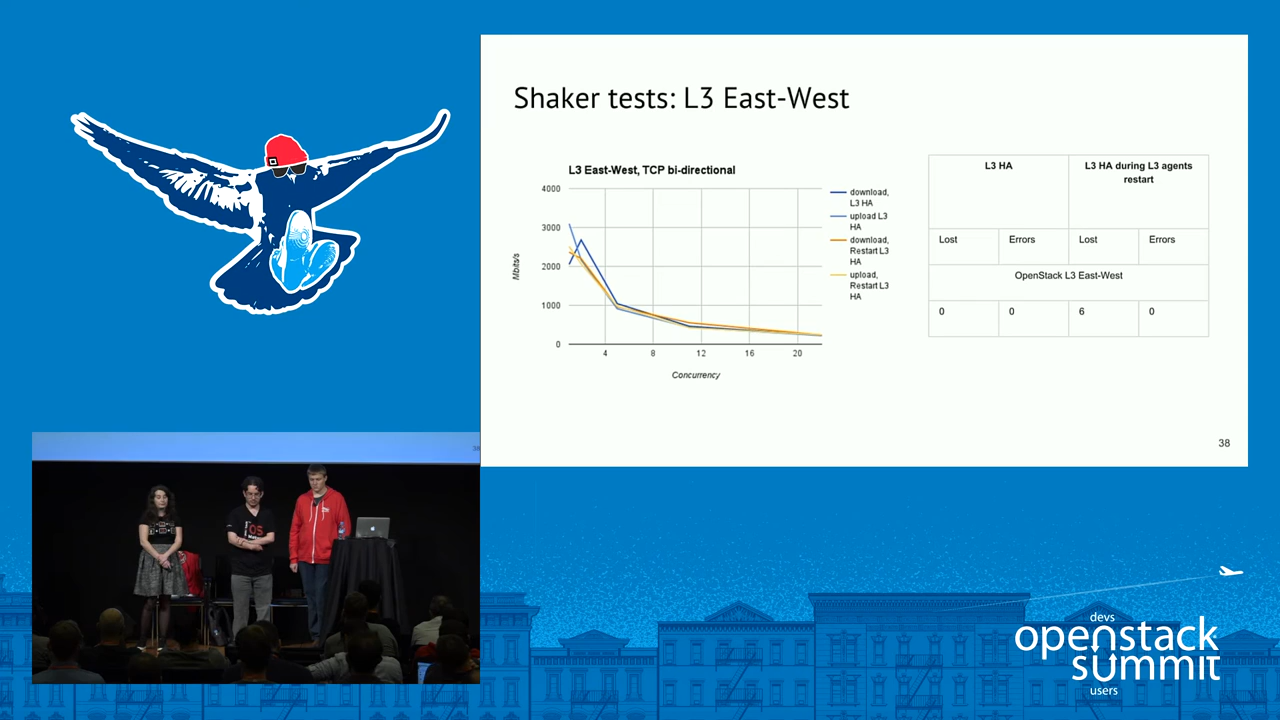 Shaker tests: L3 East-West
L3 East-West, TCP bi-directional
4000
3000
2000
1000
0
Mbits/s
4
8
12
16
20
Concurrency
download,
L3 HA
upload L3
HA
download,
Restart L3
HA
upload,
Restart L3
HA
L3 HA
L3 HA during L3 agents
restart
Lost
Errors
Lost
Errors
OpenStack L3 East-West
0
0
6
0
38
OS
devs
openstack
summit
users